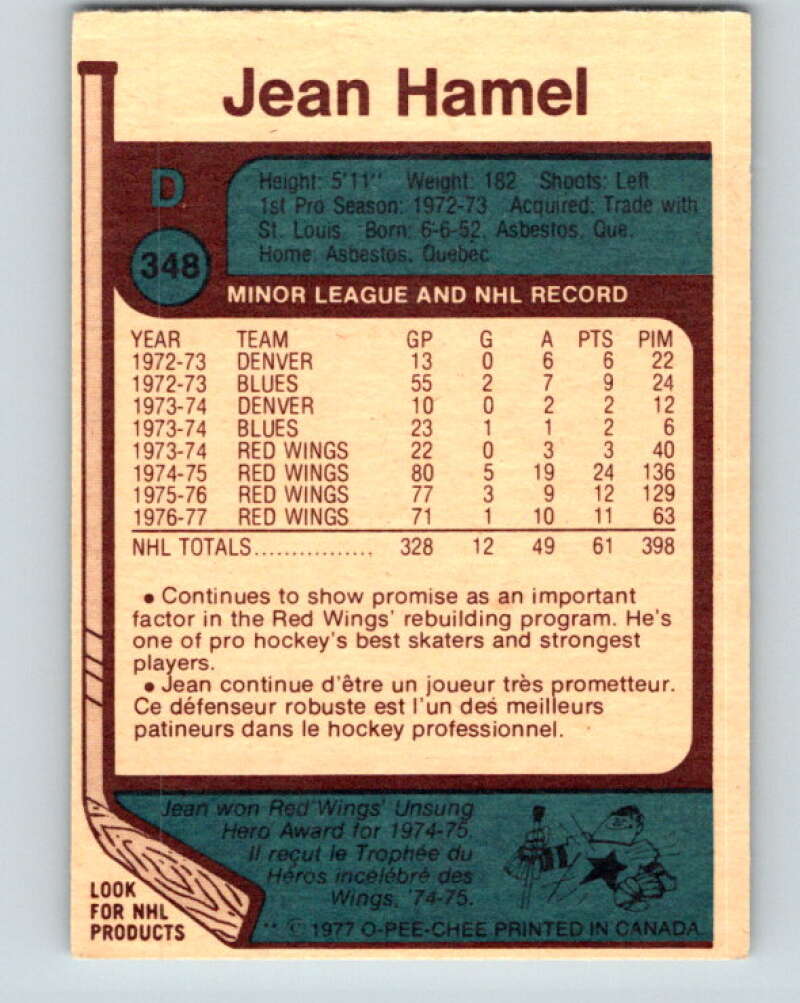 Jean Hamel
D
348
Height: 5'11" Weight: 182 Shoots: Left
1st Pro Season: 1972-73 Acquired: Trade with
St. Louis Born: 6-6-52, Asbestos, Que.
Home: Asbestos, Quebec
MINOR LEAGUE AND NHL RECORD
YEAR TEAM GP G A PTS PIM
1972-73 DENVER 13 0 6 6 22
1972-73 BLUES 55 2 7 9 24
1973-74 DENVER 10 0 2 2 12
1973-74 BLUES 23 1 1 2 6
1973-74 RED WINGS 22 0 3 3 40
1974-75 RED WINGS 80 5 19 24 136
1975-76 RED WINGS 77 3 9 12 129
1976-77 RED WINGS 71 1 10 11 63
NHL TOTALS................ 328 12 49 61 398
• Continues to show promise as an important
factor in the Red Wings' rebuilding program. He's
one of pro hockey's best skaters and strongest
players.
• Jean continue d'être un joueur très prometteur.
Ce défenseur robuste est l'un des meilleurs
patineurs dans le hockey professionnel.
Jean won Red Wings' Unsung
Hero Award for 1974-75.
Il reçut le Trophée du
Héros incélébré des
Wings, '74-75.
LOOK
FOR NHL
PRODUCTS
** © 1977 O-PEE-CHEE PRINTED IN CANADA